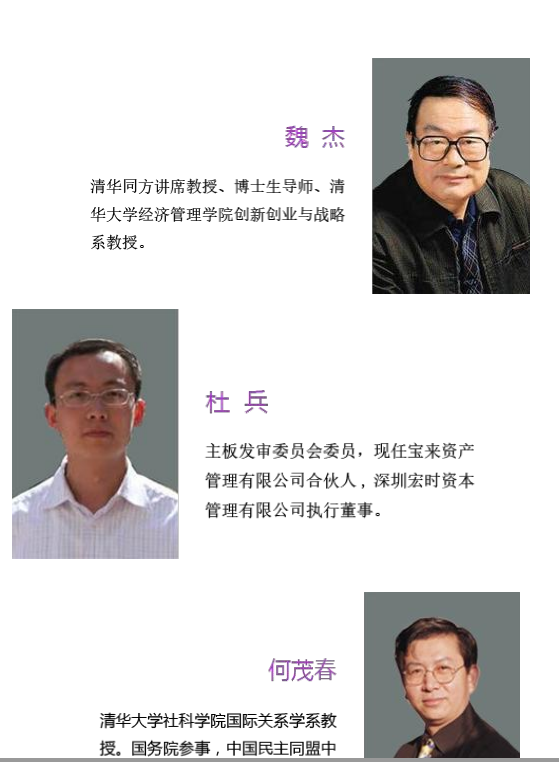 魏 杰
清华同方讲席教授、博士生导师、清
华大学经济管理学院创新创业与战略
系教授。
杜 兵
主板发审委员会委员，现任宝来资产
管理有限公司合伙人，深圳宏时资本
管理有限公司执行董事。
何茂春
清华大学社科学院国际关系学系教
授。国务院参事，中国民主同盟中